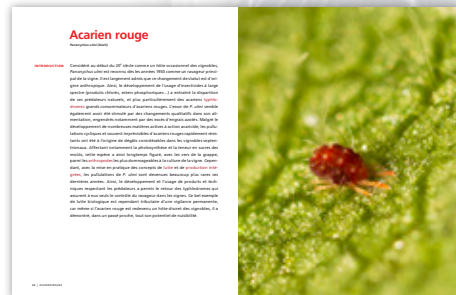 Acarien rouge
Panonychus ulmi (Koch)
INTRODUCTION
Considéré au début du 20e siècle comme un hôte occasionnel des vignobles,
Panonychus ulmi est reconnu dès les années 1950 comme un ravageur princi-
pal de la vigne. Il est largement admis que ce changement de statut est d'ori-
gine anthropique. Ainsi, le développement de l'usage d'insecticides à large
spectre (produits chlorés, esters phosphoriques...) a entraîné la disparition
de ses prédateurs naturels, et plus particulièrement des acariens typhlo-
dromes grands consommateurs d'acariens rouges. L'essor de P. ulmi semble
également avoir été stimulé par des changements qualitatifs dans son ali-
mentation, engendrés notamment par des excès d'engrais azotés. Malgré le
développement de nombreuses matières actives à action acaricide, les pullu-
lations cycliques et souvent imprévisibles d'acariens rouges rapidement résis-
tants ont été à l'origine de dégâts considérables dans les vignobles septen-
trionaux. Affectant notamment la photosynthèse et la teneur en sucres des
moûts, cette espèce a ainsi longtemps figuré, avec les vers de la grappe,
parmi les arthropodes les plus dommageables à la culture de la vigne. Cepen-
dant, avec la mise en pratique des concepts de lutte et de production inté-
grées, les pullulations de P. ulmi sont devenues beaucoup plus rares ces
dernières années. Ainsi, le développement et l'usage de produits et tech-
niques respectant les prédateurs a permis le retour des typhlodromes qui
assurent à eux seuls le contrôle du ravageur dans les vignes. Ce bel exemple
de lutte biologique est cependant tributaire d'une vigilance permanente,
car même si l'acarien rouge est redevenu un hôte discret des vignobles, il a
démontré, dans un passé proche, tout son potentiel de nuisibilité.